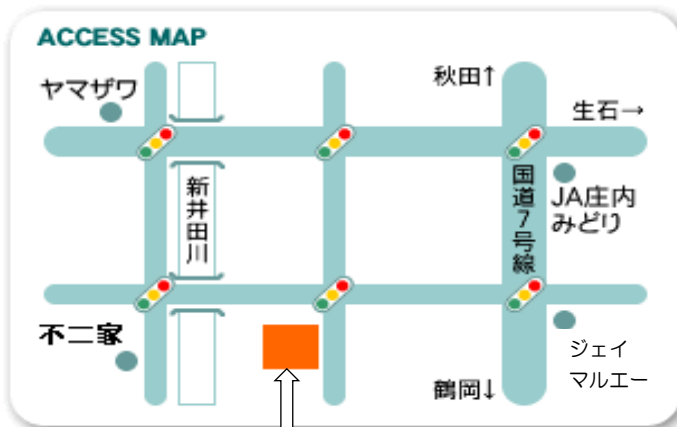 ACCESS MAP
ヤマザワ
秋田↑
生石→
新井田川
国道7号線
JA庄内
みどり
不二家
ジェイ
マルエー
鶴岡↓